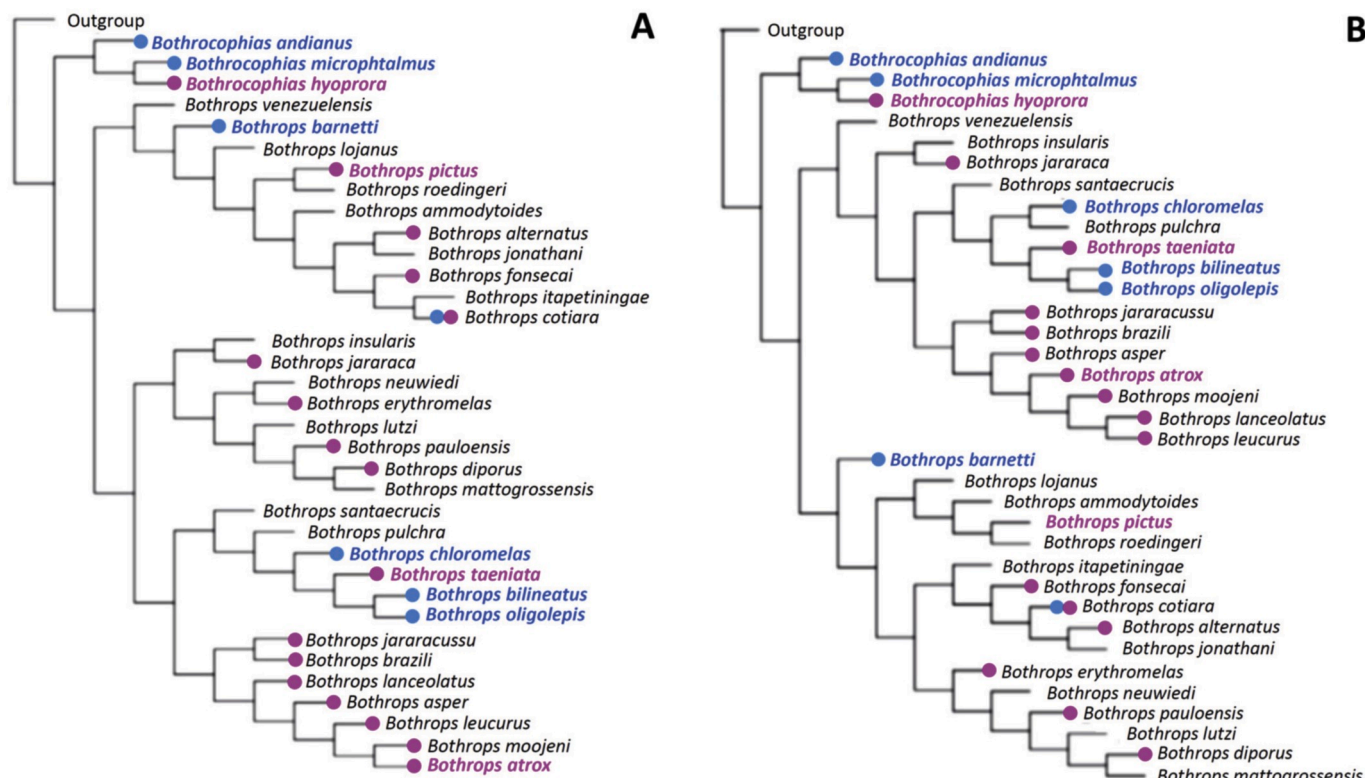 A
Outgroup
Bothrocophias andianus
Bothrocophias microphtalmus
Bothrocophias hyoprora
Bothrops venezuelensis
Bothrops barnetti
Bothrops lojanus
Bothrops pictus
Bothrops roedingeri
Bothrops ammodytoides
Bothrops alternatus
Bothrops jonathani
Bothrops fonsecai
Bothrops itapetiningae
Bothrops cotiara
Bothrops insularis
Bothrops jararaca
Bothrops neuwiedi
Bothrops erythromelas
Bothrops lutzi
Bothrops pauloensis
Bothrops diporus
Bothrops mattogrossensis
Bothrops santaecrucis
Bothrops pulchra
Bothrops chloromelas
Bothrops taeniata
Bothrops bilineatus
Bothrops oligolepis
Bothrops jararacussu
Bothrops brazili
Bothrops lanceolatus
Bothrops asper
Bothrops leucurus
Bothrops moojeni
Bothrops atrox
B
Outgroup
Bothrocophias andianus
Bothrocophias microphtalmus
Bothrocophias hyoprora
Bothrops venezuelensis
Bothrops insularis
Bothrops jararaca
Bothrops santaecrucis
Bothrops chloromelas
Bothrops pulchra
Bothrops taeniata
Bothrops bilineatus
Bothrops oligolepis
Bothrops jararacussu
Bothrops brazili
Bothrops asper
Bothrops atrox
Bothrops moojeni
Bothrops lanceolatus
Bothrops leucurus
Bothrops barnetti
Bothrops lojanus
Bothrops ammodytoides
Bothrops pictus
Bothrops roedingeri
Bothrops itapetiningae
Bothrops fonsecai
Bothrops cotiara
Bothrops alternatus
Bothrops jonathani
Bothrops erythromelas
Bothrops neuwiedi
Bothrops pauloensis
Bothrops lutzi
Bothrops diporus
Bothrops mattogrossensis